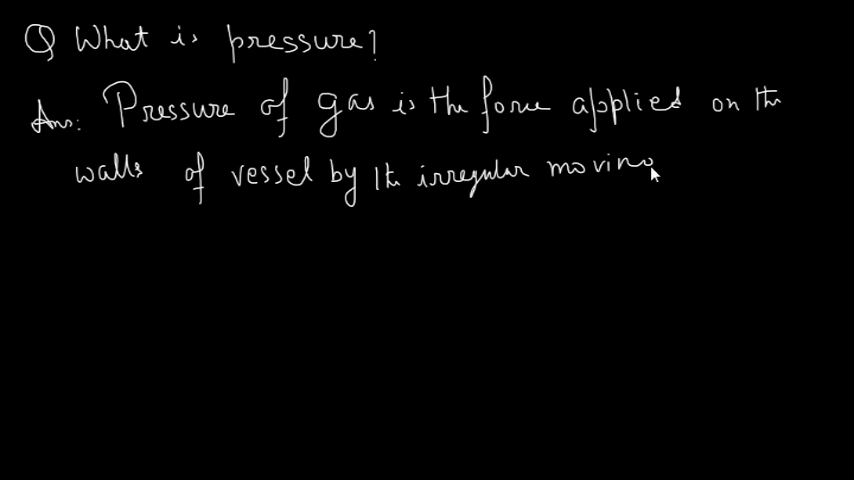 Q What is pressure?
Ans: Pressure of gas is the force applied on the
walls of vessel by the irregular moving